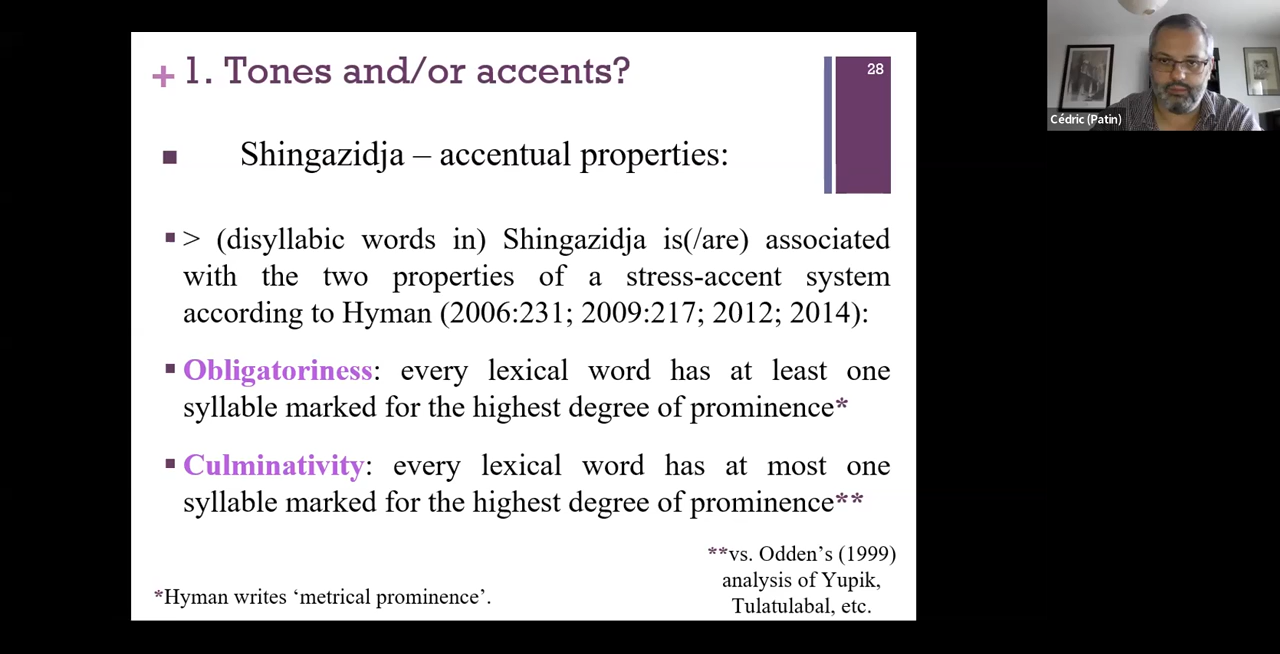 + 1. Tones and/or accents?
28
Shingazidja – accentual properties:
> (disyllabic words in) Shingazidja is(/are) associated
with the two properties of a stress-accent system
according to Hyman (2006:231; 2009:217; 2012; 2014):
Obligatoriness: every lexical word has at least one
syllable marked for the highest degree of prominence*
Culminativity: every lexical word has at most one
syllable marked for the highest degree of prominence**
**vs. Odden’s (1999)
analysis of Yupik,
Tulatulabal, etc.
*Hyman writes ‘metrical prominence’.
Cédric (Patin)